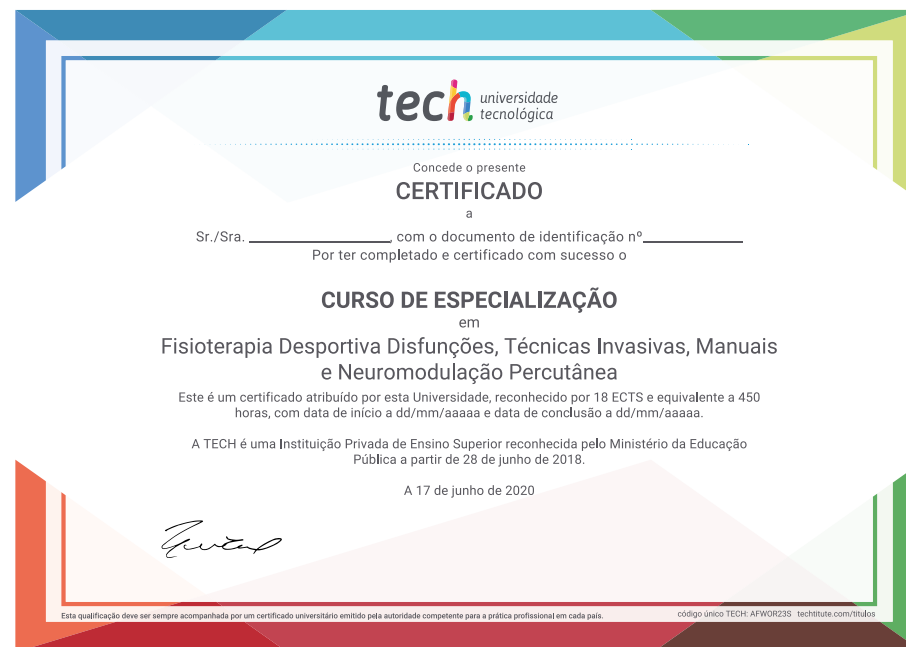 tech universidade
tecnológica
Concede o presente
CERTIFICADO
a
Sr./Sra. , com o documento de identificação nº
Por ter completado e certificado com sucesso o
CURSO DE ESPECIALIZAÇÃO
em
Fisioterapia Desportiva Disfunções, Técnicas Invasivas, Manuais
e Neuromodulação Percutânea
Este é um certificado atribuído por esta Universidade, reconhecido por 18 ECTS e equivalente a 450
horas, com data de início a dd/mm/aaaaa e data de conclusão a dd/mm/aaaaa.
A TECH é uma Instituição Privada de Ensino Superior reconhecida pelo Ministério da Educação
Pública a partir de 28 de junho de 2018.
A 17 de junho de 2020
Esta qualificação deve ser sempre acompanhada por um certificado universitário emitido pela autoridade competente para a prática profissional em cada país.
código único TECH: AFWOR23S techtitute.com/titulos